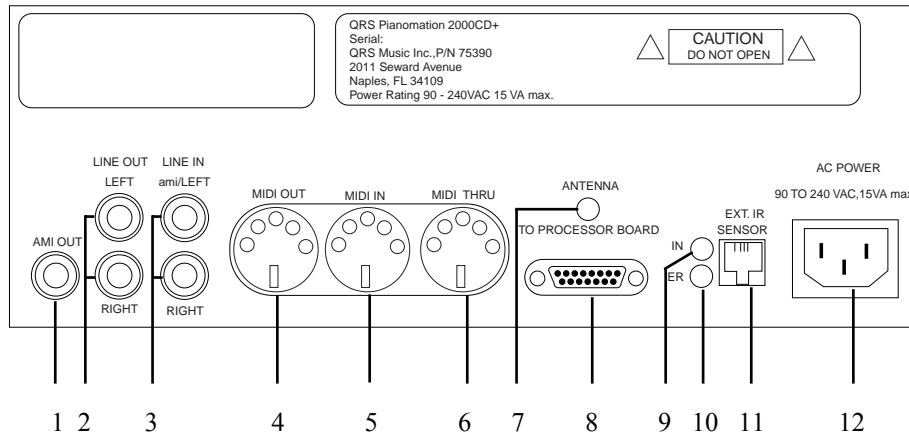 QRS Pianomation 2000CD+
Serial:
QRS Music Inc.,P/N 75390
2011 Seward Avenue
Naples, FL 34109
Power Rating 90 - 240VAC 15 VA max.
CAUTION
DO NOT OPEN
LINE OUT
LEFT
LINE IN
ami/LEFT
AMI OUT
RIGHT
RIGHT
MIDI OUT
MIDI IN
MIDI THRU
ANTENNA
TO PROCESSOR BOARD
IN
ER
EXT. IR
SENSOR
AC POWER
90 TO 240 VAC,15VA max
1 2 3 4 5 6 7 8 9 10 11 12